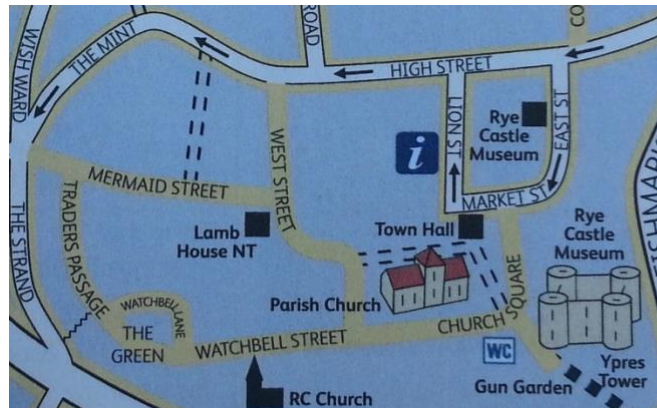 WISH WARD
THE MINT
ROAD
HIGH STREET
LION ST
EAST ST
Rye
Castle
Museum
i
WEST STREET
MERMAID STREET
MARKET ST
TRADERS PASSAGE
THE STRAND
Lamb
House NT
Town Hall
Rye
Castle
Museum
Parish Church
WATCHBELL LANE
THE
GREEN
WATCHBELL STREET
CHURCH
SQUARE
WC
Ypres
Tower
Gun Garden
RC Church